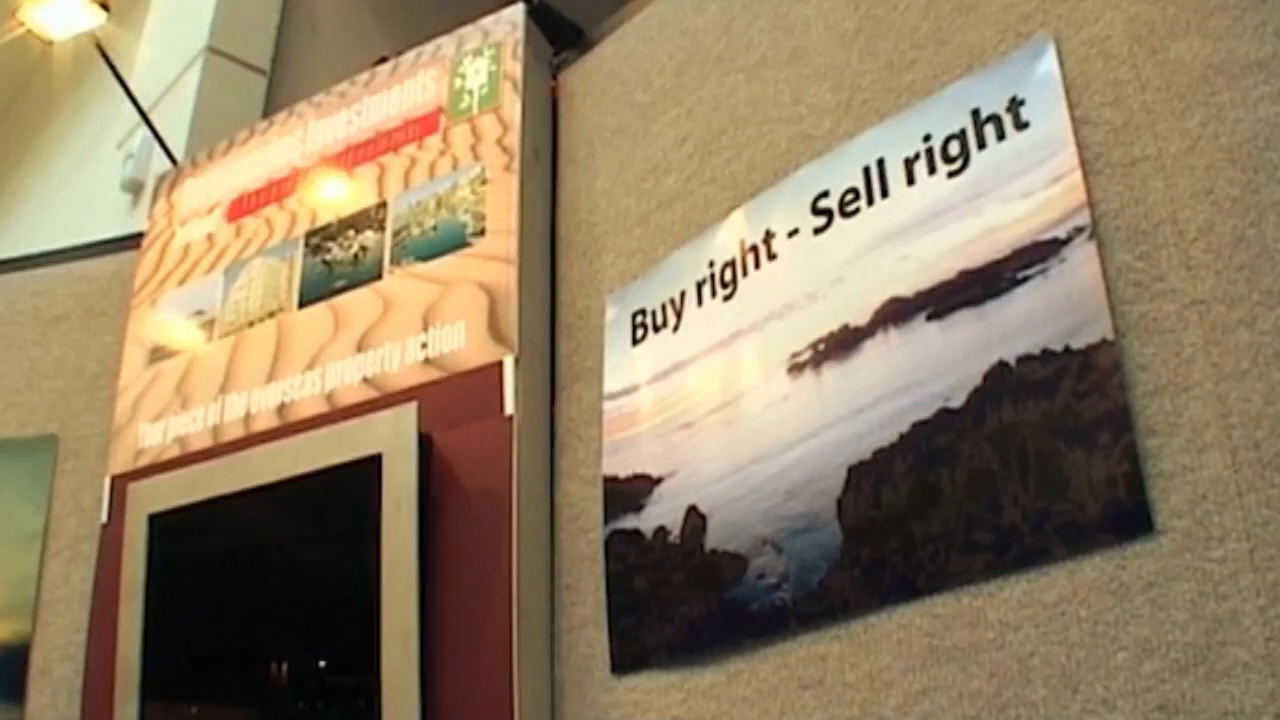 Investments
Your piece of the overseas property action
Buy right - Sell right